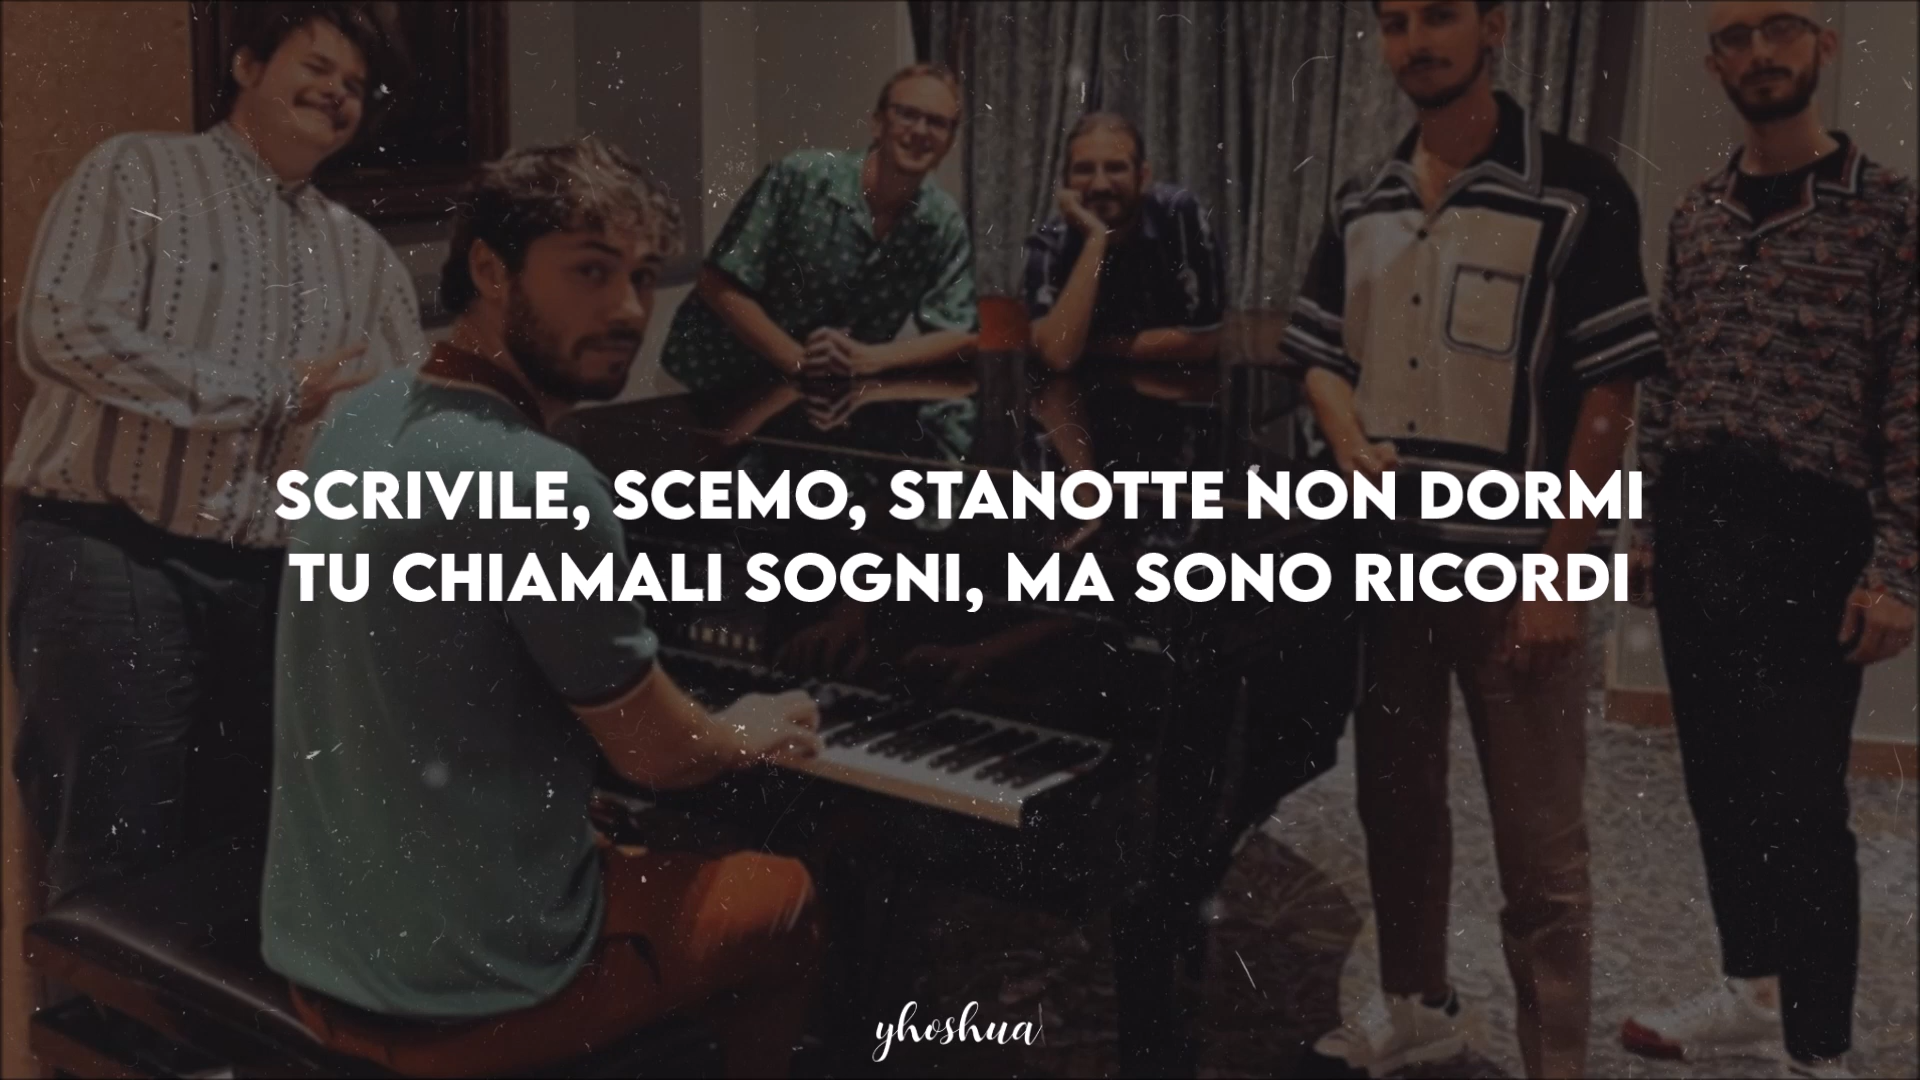 SCRIVILE, SCEMO, STANOTTE NON DORMI
TU CHIAMALI SOGNI, MA SONO RICORDI
yhoshua